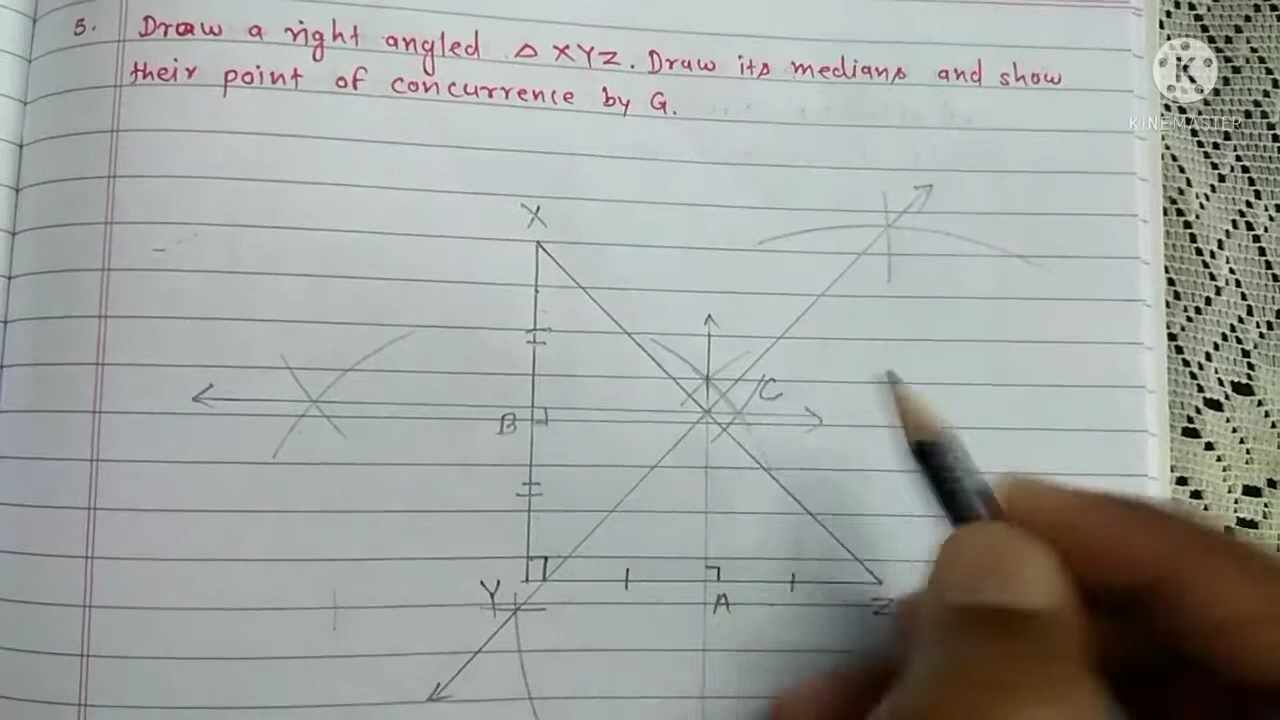 5. Draw a right angled Δ XYZ. Draw its medians and show
their point of concurrence by G.
K
KINEMASTER
X
C
B
Y
A
Z